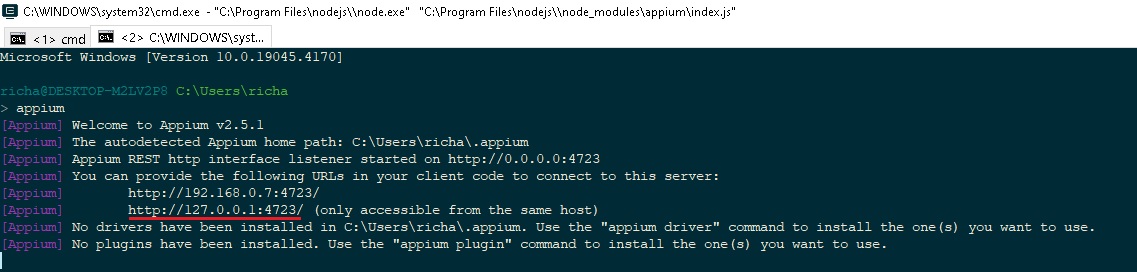 C:\WINDOWS\system32\cmd.exe - "C:\Program Files\nodejs\\node.exe" "C:\Program Files\nodejs\\node_modules\appium\index.js"
<1> cmd <2> C:\WINDOWS\syst...
Microsoft Windows [Version 10.0.19045.4170]
richa@DESKTOP-M2LV2P8 C:\Users\richa
> appium
[Appium] Welcome to Appium v2.5.1
[Appium] The autodetected Appium home path: C:\Users\richa\.appium
[Appium] Appium REST http interface listener started on http://0.0.0.0:4723
[Appium] You can provide the following URLs in your client code to connect to this server:
[Appium] http://192.168.0.7:4723/
[Appium] http://127.0.0.1:4723/ (only accessible from the same host)
[Appium] No drivers have been installed in C:\Users\richa\.appium. Use the "appium driver" command to install the one(s) you want to use.
[Appium] No plugins have been installed. Use the "appium plugin" command to install the one(s) you want to use.